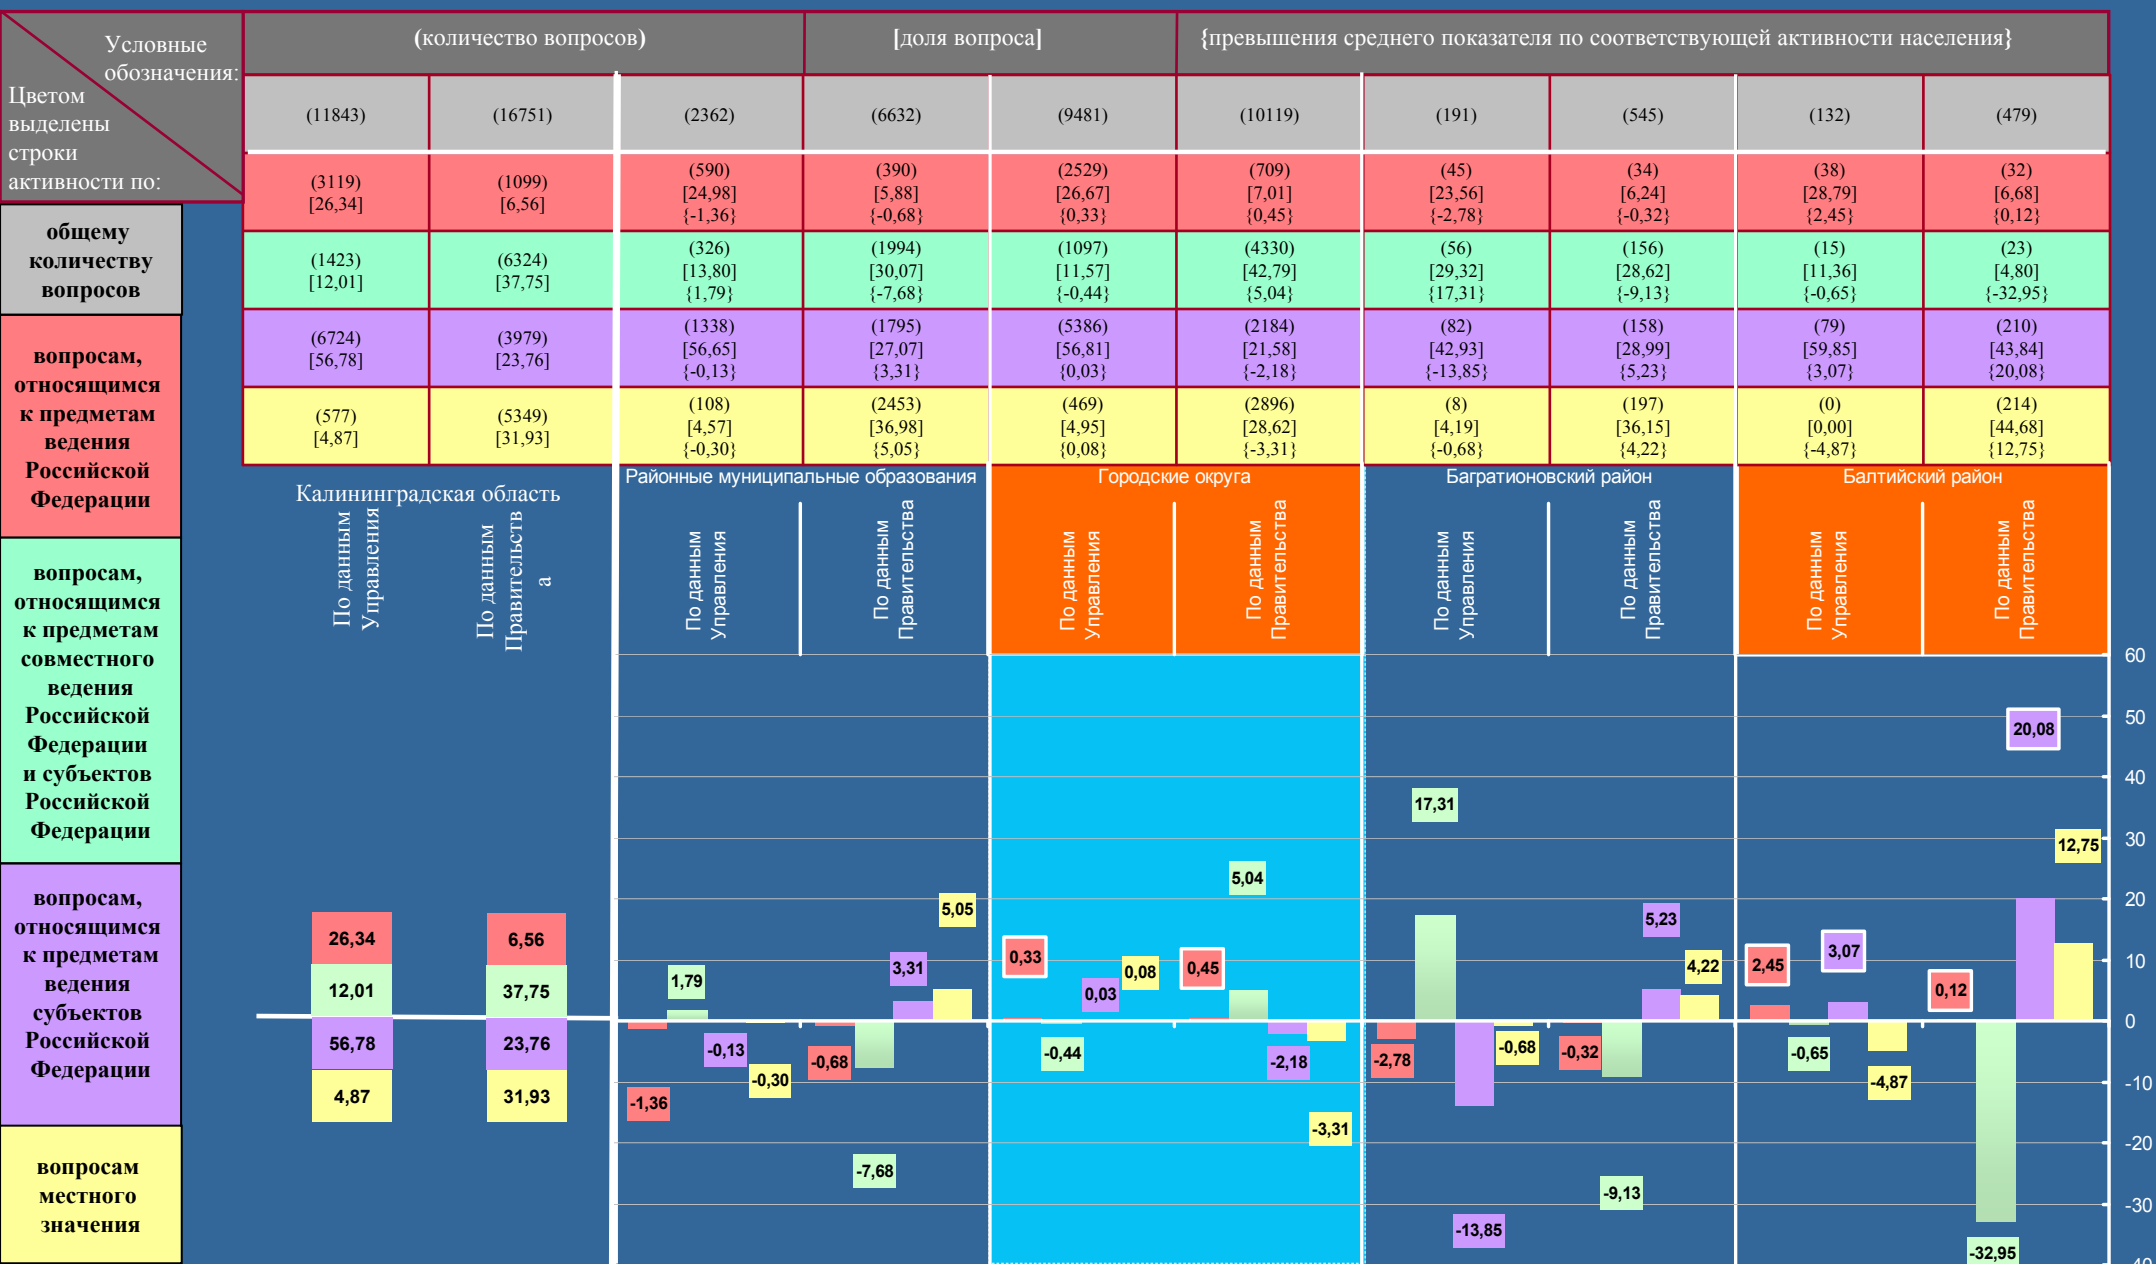 Условные
обозначения:
Цветом
выделены
строки
активности по:
(количество вопросов)
[доля вопроса]
{превышения среднего показателя по соответствующей активности населения}
(11843)
(16751)
(2362)
(6632)
(9481)
(10119)
(191)
(545)
(132)
(479)
(3119)
[26,34]
(1099)
[6,56]
(590)
[24,98]
{-1,36}
(390)
[5,88]
{-0,68}
(2529)
[26,67]
{0,33}
(709)
[7,01]
{0,45}
(45)
[23,56]
{-2,78}
(34)
[6,24]
{-0,32}
(38)
[28,79]
{2,45}
(32)
[6,68]
{0,12}
(1423)
[12,01]
(6324)
[37,75]
(326)
[13,80]
{1,79}
(1994)
[30,07]
{-7,68}
(1097)
[11,57]
{-0,44}
(4330)
[42,79]
{5,04}
(56)
[29,32]
{17,31}
(156)
[28,62]
{-9,13}
(15)
[11,36]
{-0,65}
(23)
[4,80]
{-32,95}
(6724)
[56,78]
(3979)
[23,76]
(1338)
[56,65]
{-0,13}
(1795)
[27,07]
{3,31}
(5386)
[56,81]
{0,03}
(2184)
[21,58]
{-2,18}
(82)
[42,93]
{-13,85}
(158)
[28,99]
{5,23}
(79)
[59,85]
{3,07}
(210)
[43,84]
{20,08}
(577)
[4,87]
(5349)
[31,93]
(108)
[4,57]
{-0,30}
(2453)
[36,98]
{5,05}
(469)
[4,95]
{0,08}
(2896)
[28,62]
{-3,31}
(8)
[4,19]
{-0,68}
(197)
[36,15]
{4,22}
(0)
[0,00]
{-4,87}
(214)
[44,68]
{12,75}
общему
количеству
вопросов
вопросам,
относящимся
к предметам
ведения
Российской
Федерации
вопросам,
относящимся
к предметам
совместного
ведения
Российской
Федерации
и субъектов
Российской
Федерации
вопросам,
относящимся
к предметам
ведения
субъектов
Российской
Федерации
вопросам
местного
значения
Калининградская область
По данным
Управления
По данным
Правительств
а
Районные муниципальные образования
По данным
Управления
По данным
Правительства
Городские округа
По данным
Управления
По данным
Правительства
Багратионовский район
По данным
Управления
По данным
Правительства
Балтийский район
По данным
Управления
По данным
Правительства
26,34
12,01
56,78
4,87
6,56
37,75
23,76
31,93
-1,36
1,79
-0,13
-0,30
-0,68
-7,68
3,31
5,05
0,33
-0,44
0,03
0,08
0,45
5,04
-2,18
-3,31
-2,78
17,31
-13,85
-0,68
-0,32
-9,13
5,23
4,22
2,45
-0,65
3,07
-4,87
0,12
-32,95
20,08
12,75
60
50
40
30
20
10
0
-10
-20
-30
-40